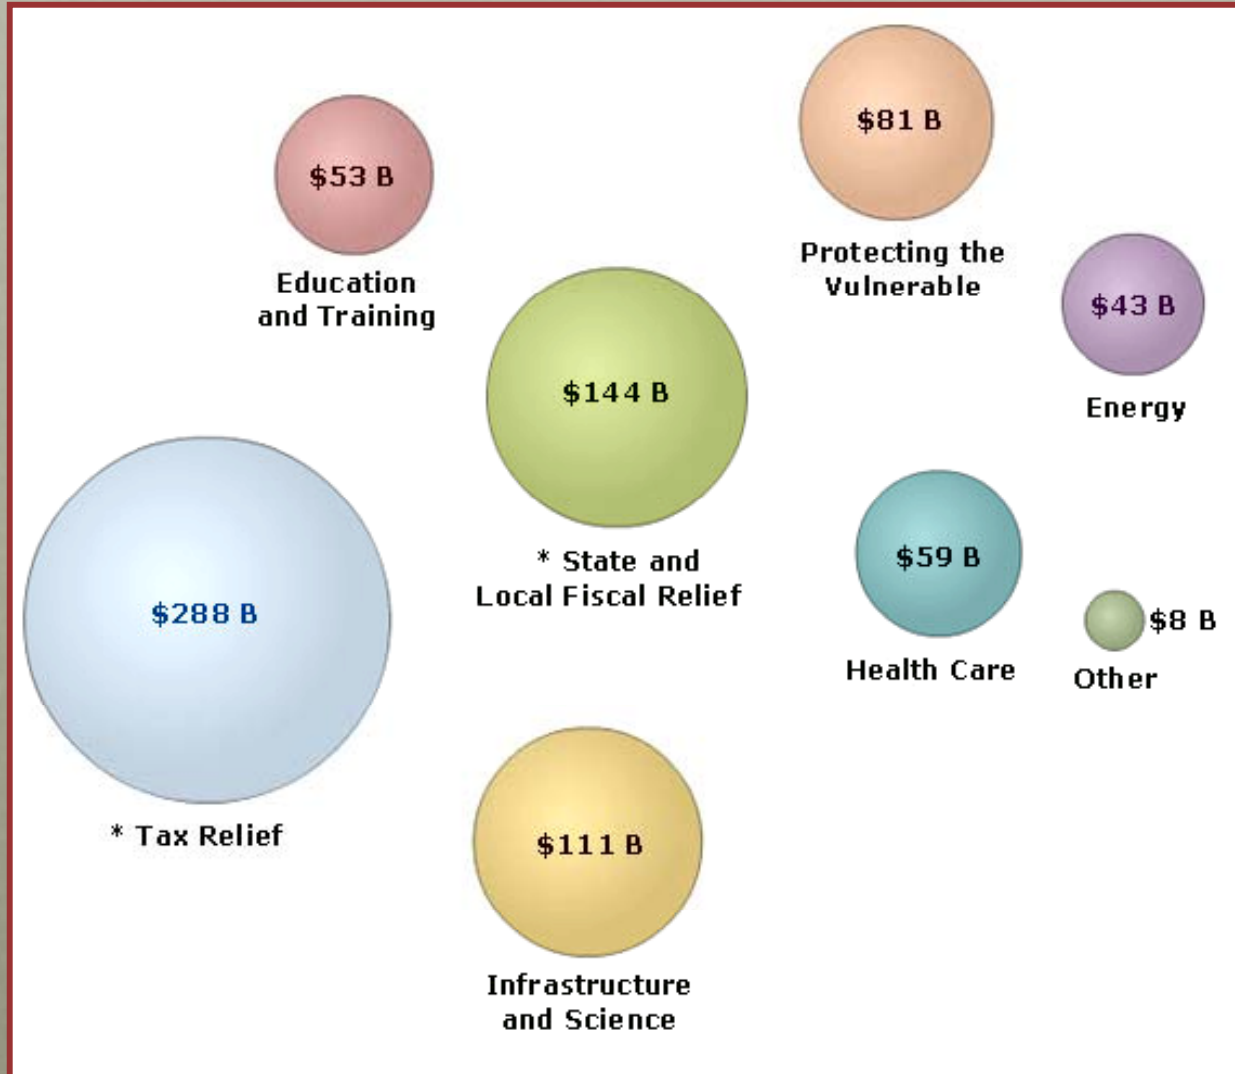 $81 B
Protecting the
Vulnerable
$53 B
Education
and Training
$43 B
Energy
$144 B
* State and
Local Fiscal Relief
$59 B
Health Care
$8 B
Other
$288 B
* Tax Relief
$111 B
Infrastructure
and Science